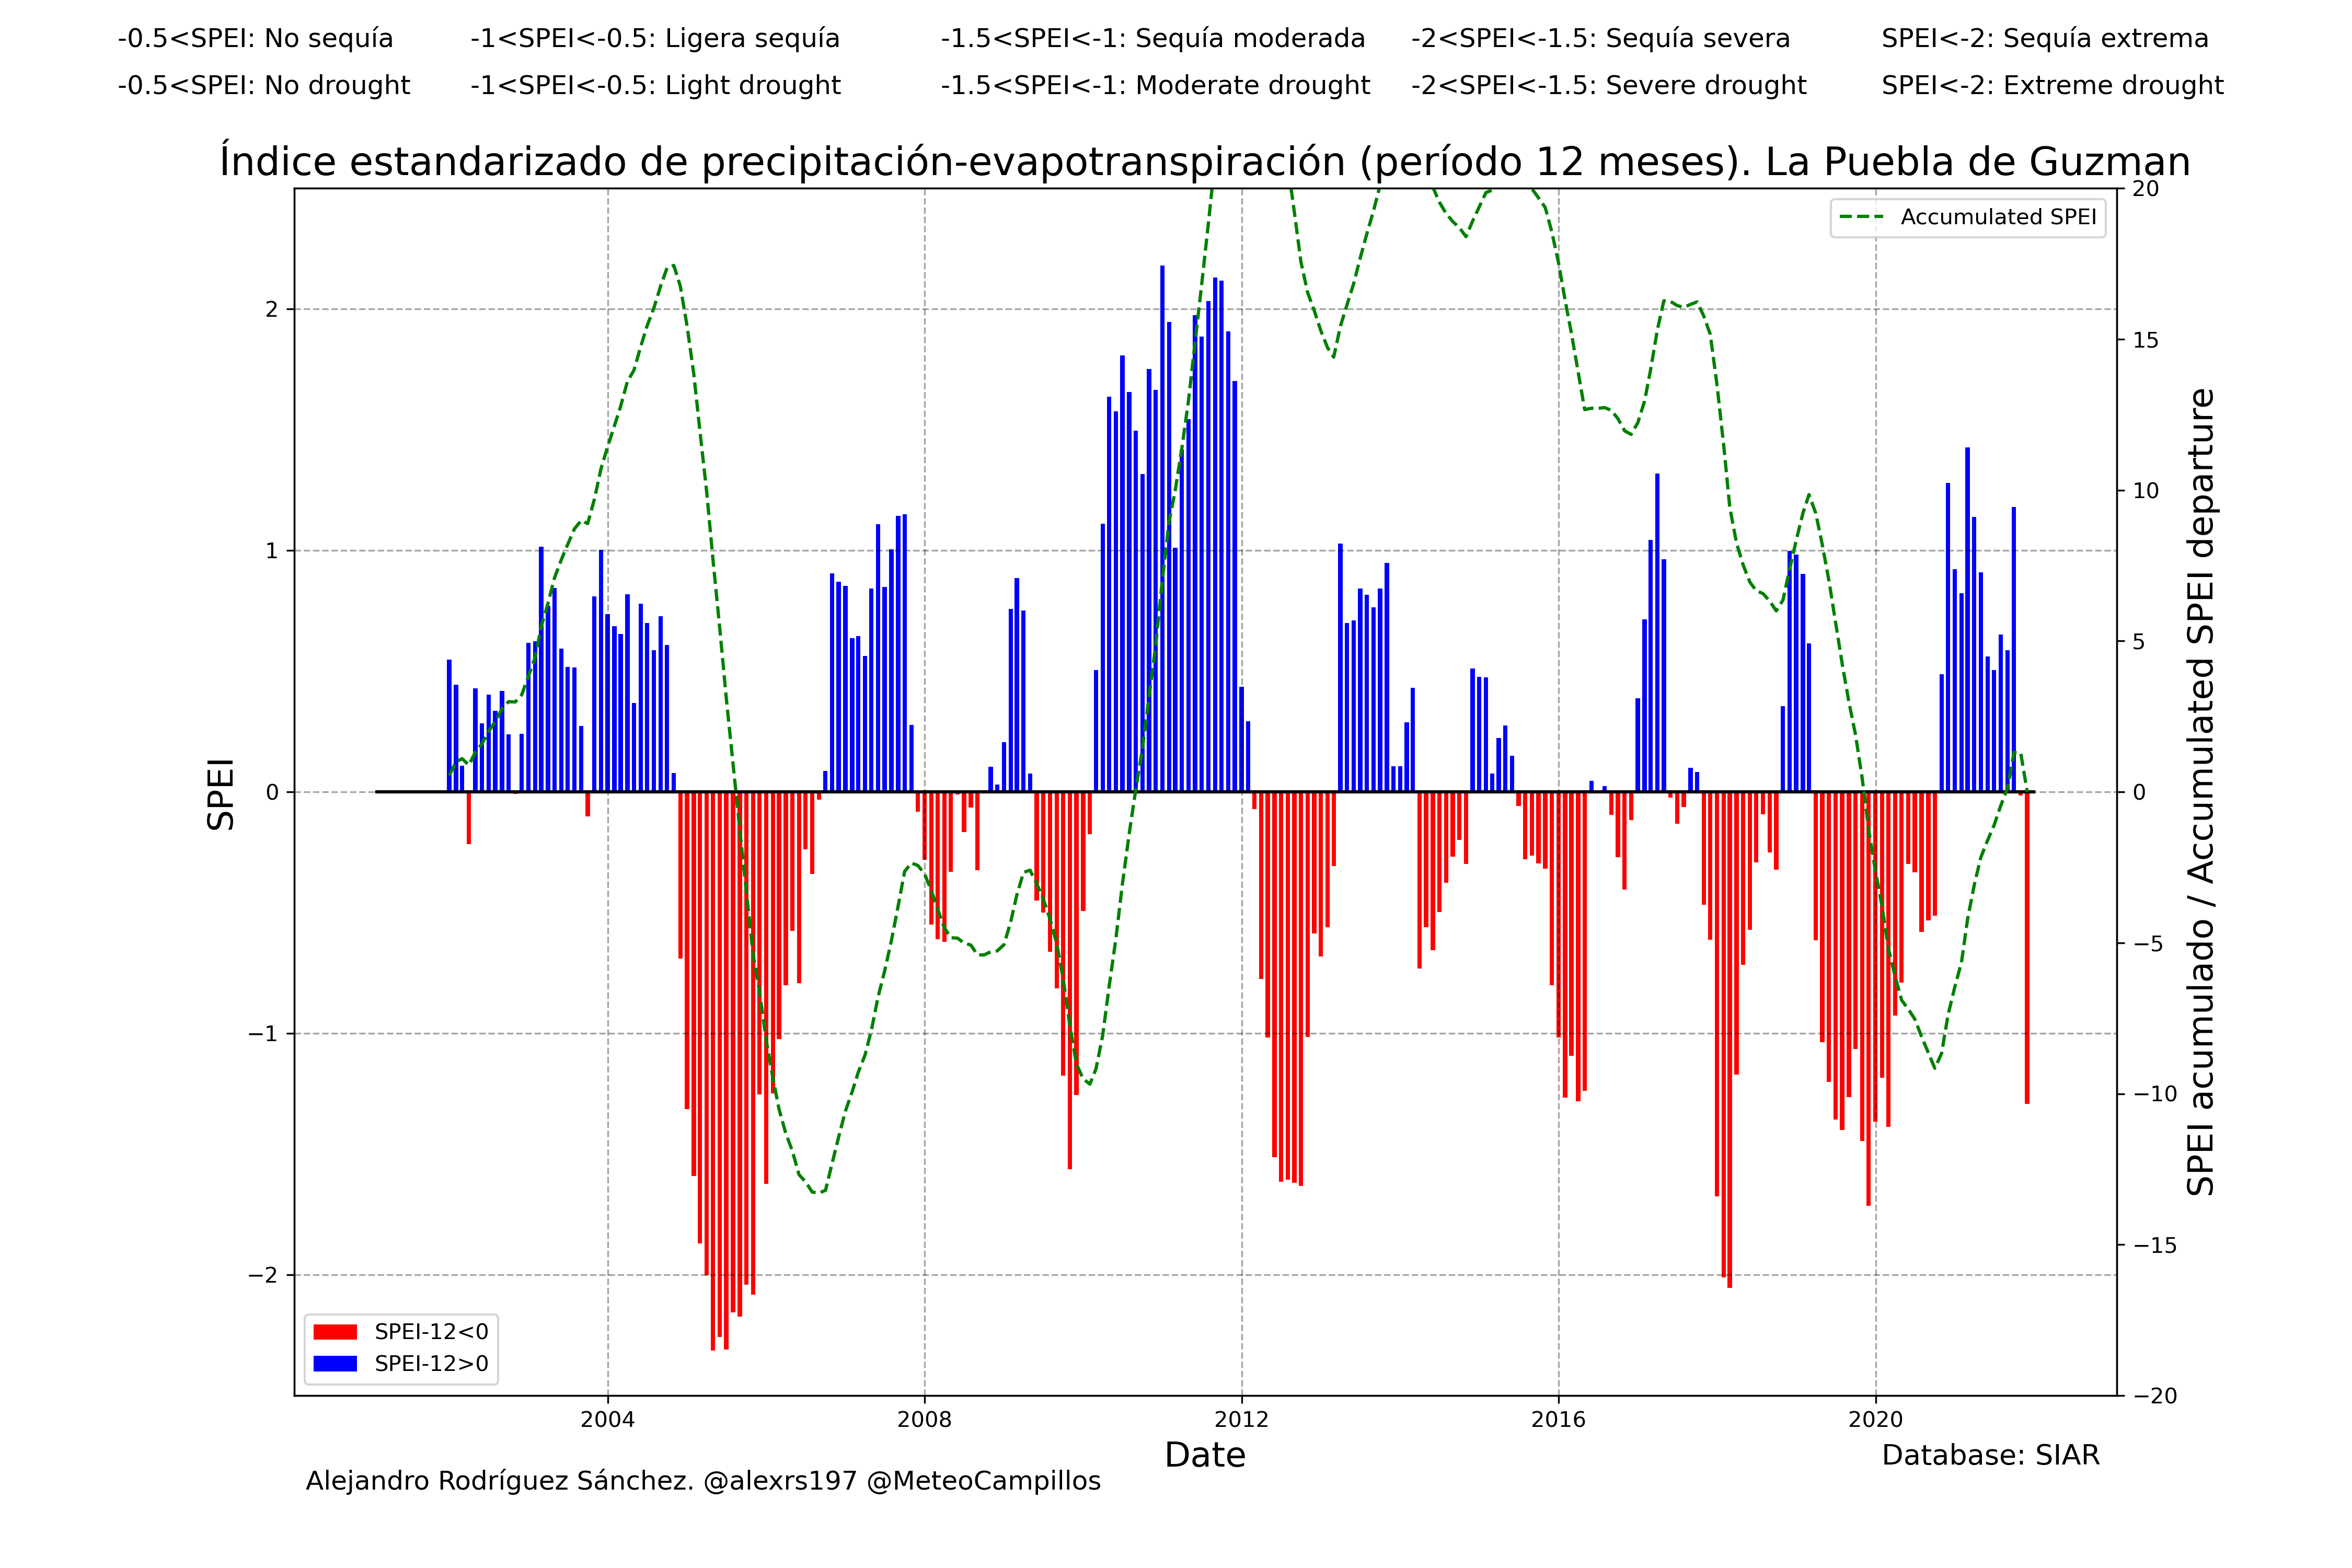 -0.5<SPEI: No sequía -1<SPEI<-0.5: Ligera sequía -1.5<SPEI<-1: Sequía moderada -2<SPEI<-1.5: Sequía severa SPEI<-2: Sequía extrema
-0.5<SPEI: No drought -1<SPEI<-0.5: Light drought -1.5<SPEI<-1: Moderate drought -2<SPEI<-1.5: Severe drought SPEI<-2: Extreme drought
Índice estandarizado de precipitación-evapotranspiración (período 12 meses). La Puebla de Guzman
Accumulated SPEI
SPEI
2
1
0
−1
−2
20
15
10
5
0
−5
−10
−15
−20
SPEI acumulado / Accumulated SPEI departure
SPEI-12<0
SPEI-12>0
2004 2008 2012 2016 2020
Date
Database: SIAR
Alejandro Rodríguez Sánchez. @alexrs197 @MeteoCampillos